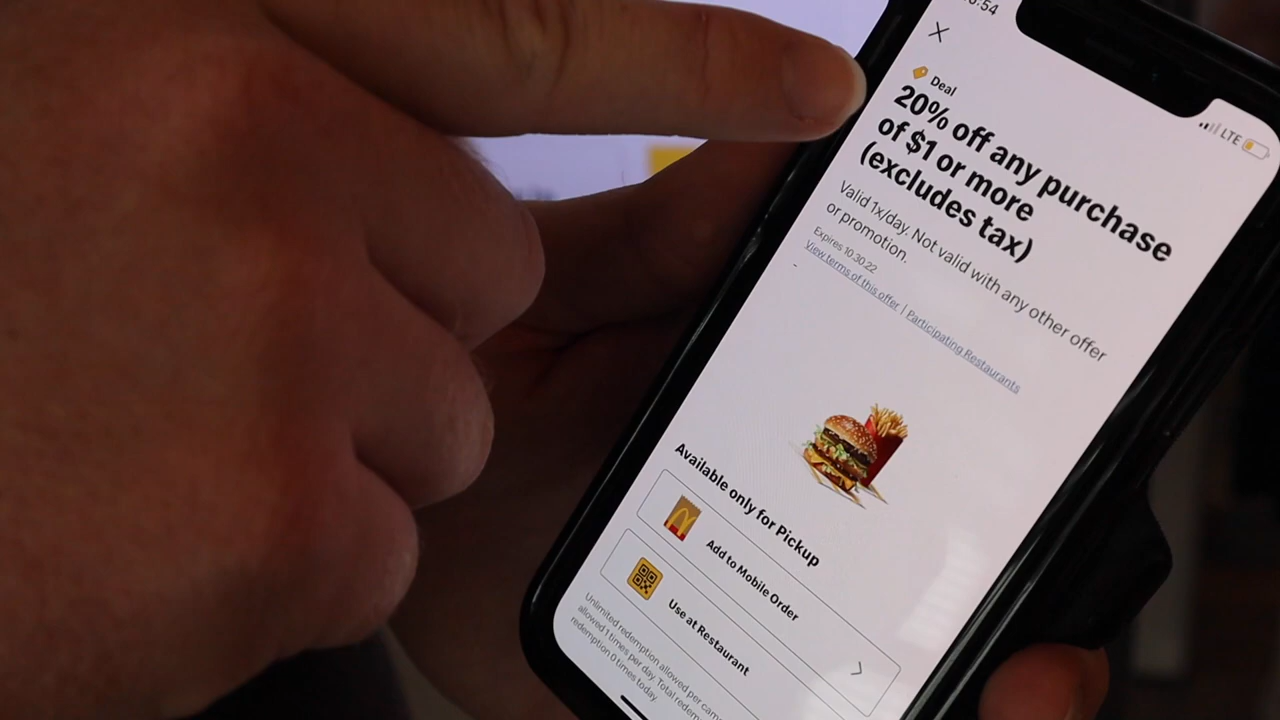 :54
LTE
Deal
20% off any purchase
of $1 or more
(excludes tax)
Valid 1x/day. Not valid with any other offer
or promotion.
Expires 10.30.22
View terms of this offer | Participating Restaurants
Available only for Pickup
Add to Mobile Order
Use at Restaurant
Unlimited redemption allowed per
allowed 1 times per day. Total
redemption 0 times today.